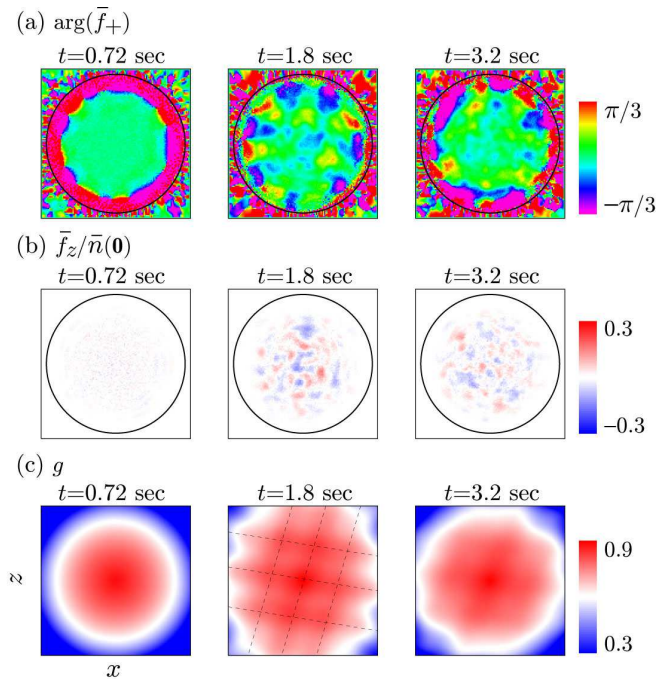 (a) arg(f̄₊)
t=0.72 sec t=1.8 sec t=3.2 sec
π/3
−π/3
(b) f̄_z/n̄(0)
t=0.72 sec t=1.8 sec t=3.2 sec
0.3
−0.3
(c) g
t=0.72 sec t=1.8 sec t=3.2 sec
0.9
z
0.3
x